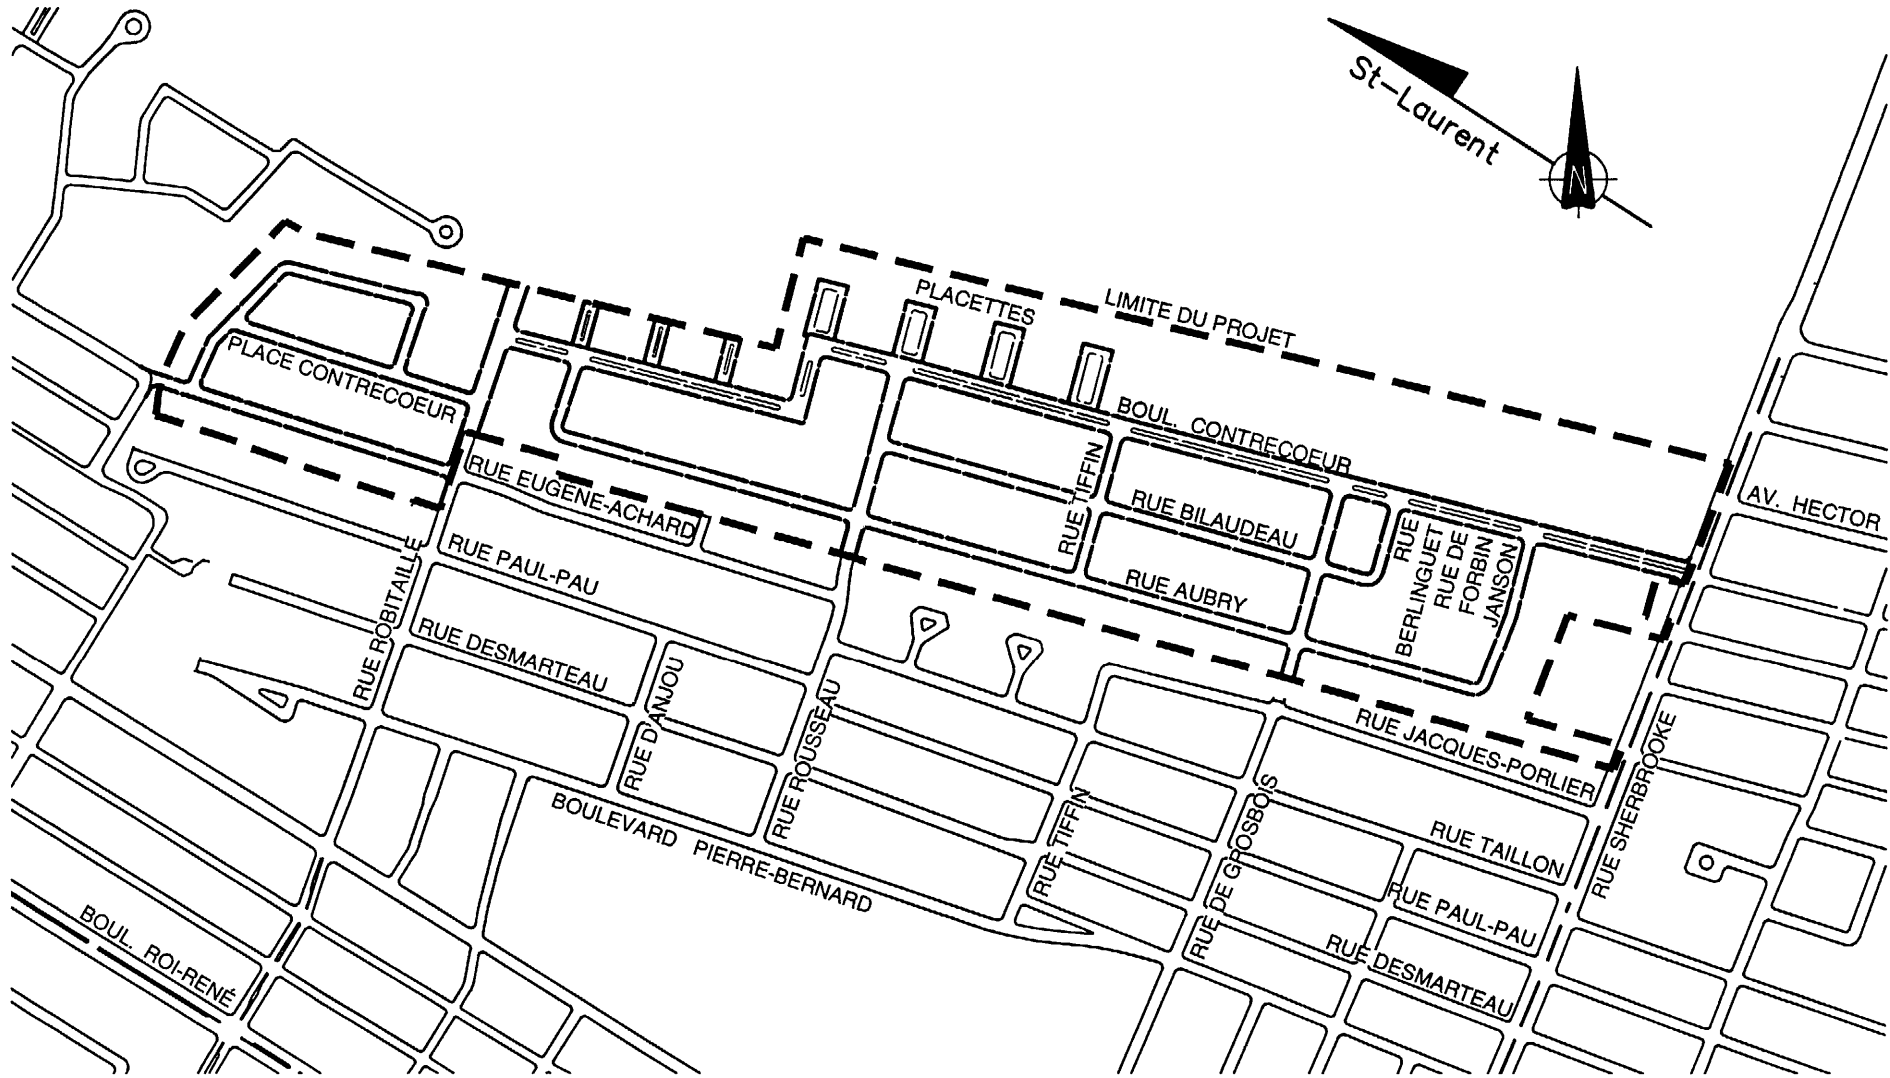 St-Laurent
N
PLACETTES
LIMITE DU PROJET
PLACE CONTRECOEUR
BOUL. CONTRECOEUR
RUE EUGÈNE-ACHARD
RUE TIFFIN
RUE BILAUDEAU
RUE
BERLINGUET
RUE DE
FORBIN
JANSON
AV. HECTOR
RUE PAUL-PAU
RUE AUBRY
RUE ROBITAILLE
RUE DESMARTEAU
RUE D'ANJOU
RUE ROUSSEAU
RUE JACQUES-PORLIER
RUE SHERBROOKE
BOULEVARD PIERRE-BERNARD
RUE TIFFIN
RUE DE GROSBOIS
RUE TAILLON
RUE PAUL-PAU
RUE DESMARTEAU
BOUL. ROI-RENÉ